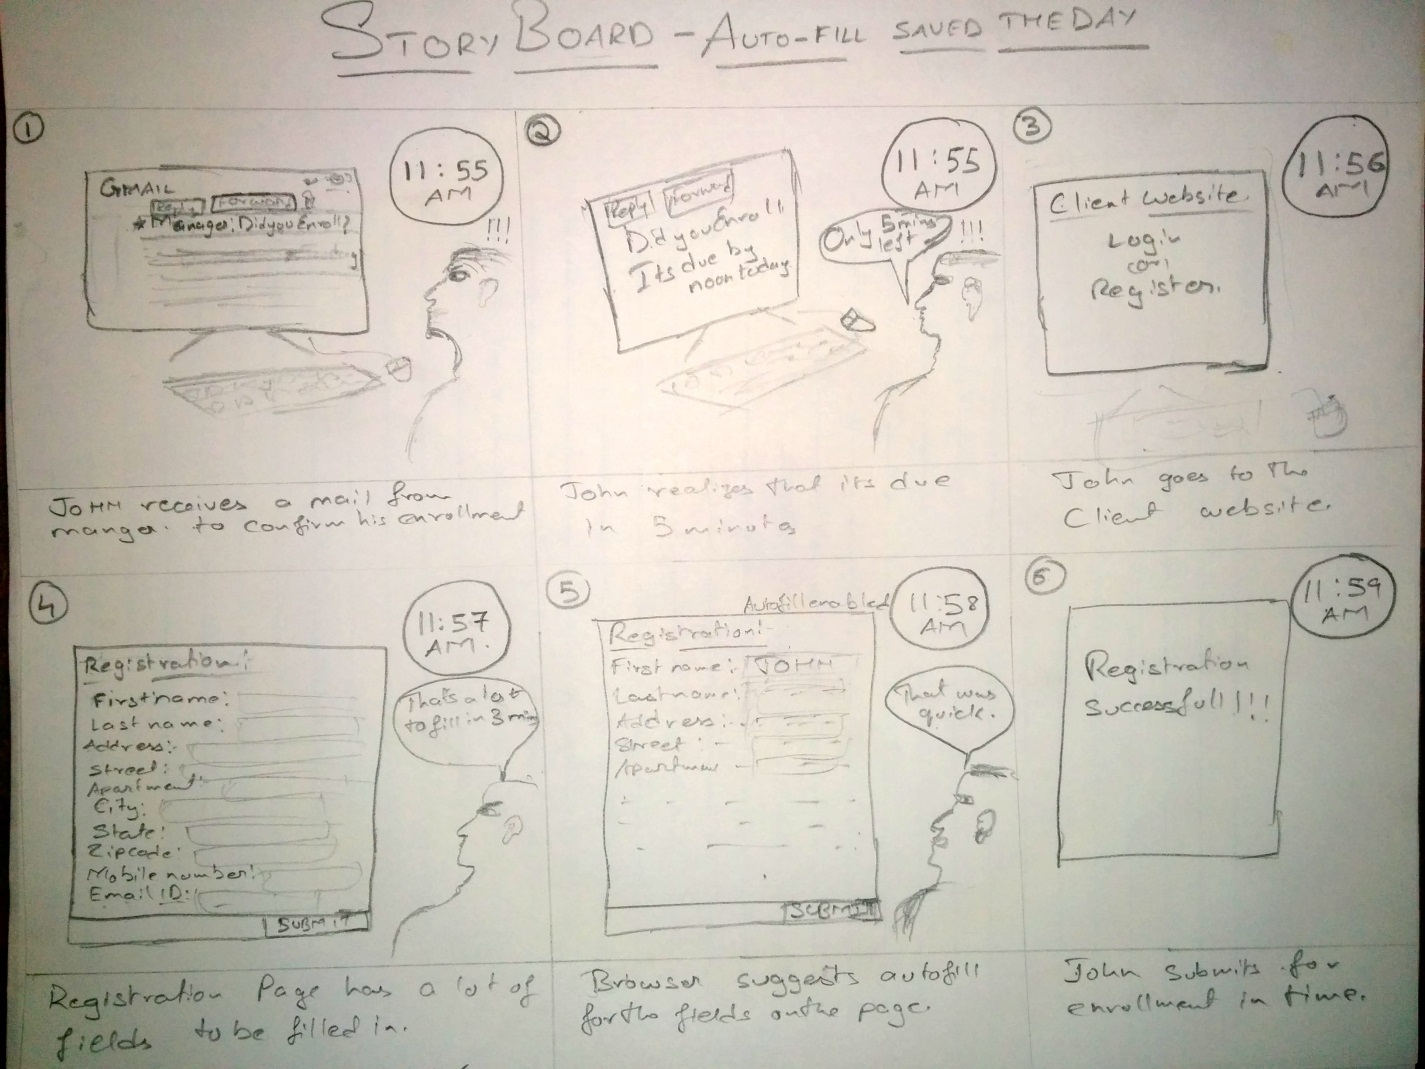 STORY BOARD - AUTO-FILL SAVED THE DAY
1
GMAIL
Reply Forward
* Manager: Did you Enroll?
11:55
AM
!!!
JOHN receives a mail from
manger. to confirm his enrollment
2
Reply Forward
Did you Enroll
Its due by
noon today
11:55
AM
Only 5 mins
left
!!!
John realizes that its due
in 5 minutes
3
Client Website
Login
(or)
Register.
11:56
AM
John goes to the
Client website.
4
Registration:
First name:
Last name:
Address:
Street:
Apartment:
City:
State:
Zipcode:
Mobile number:
Email ID:
SUBMIT
11:57
AM.
Thats a lot
to fill in 3 min
Registration Page has a lot of
fields to be filled in.
5
Autofill enabled
Registration:-
First name: JOHN
Last name:
Address:
Street:
Apartment
SUBMIT
11:58
AM
That was
quick.
Browser suggests autofill
for the fields on the page.
6
Registration
Successful!!!
11:59
AM
John submits for
enrollment in time.